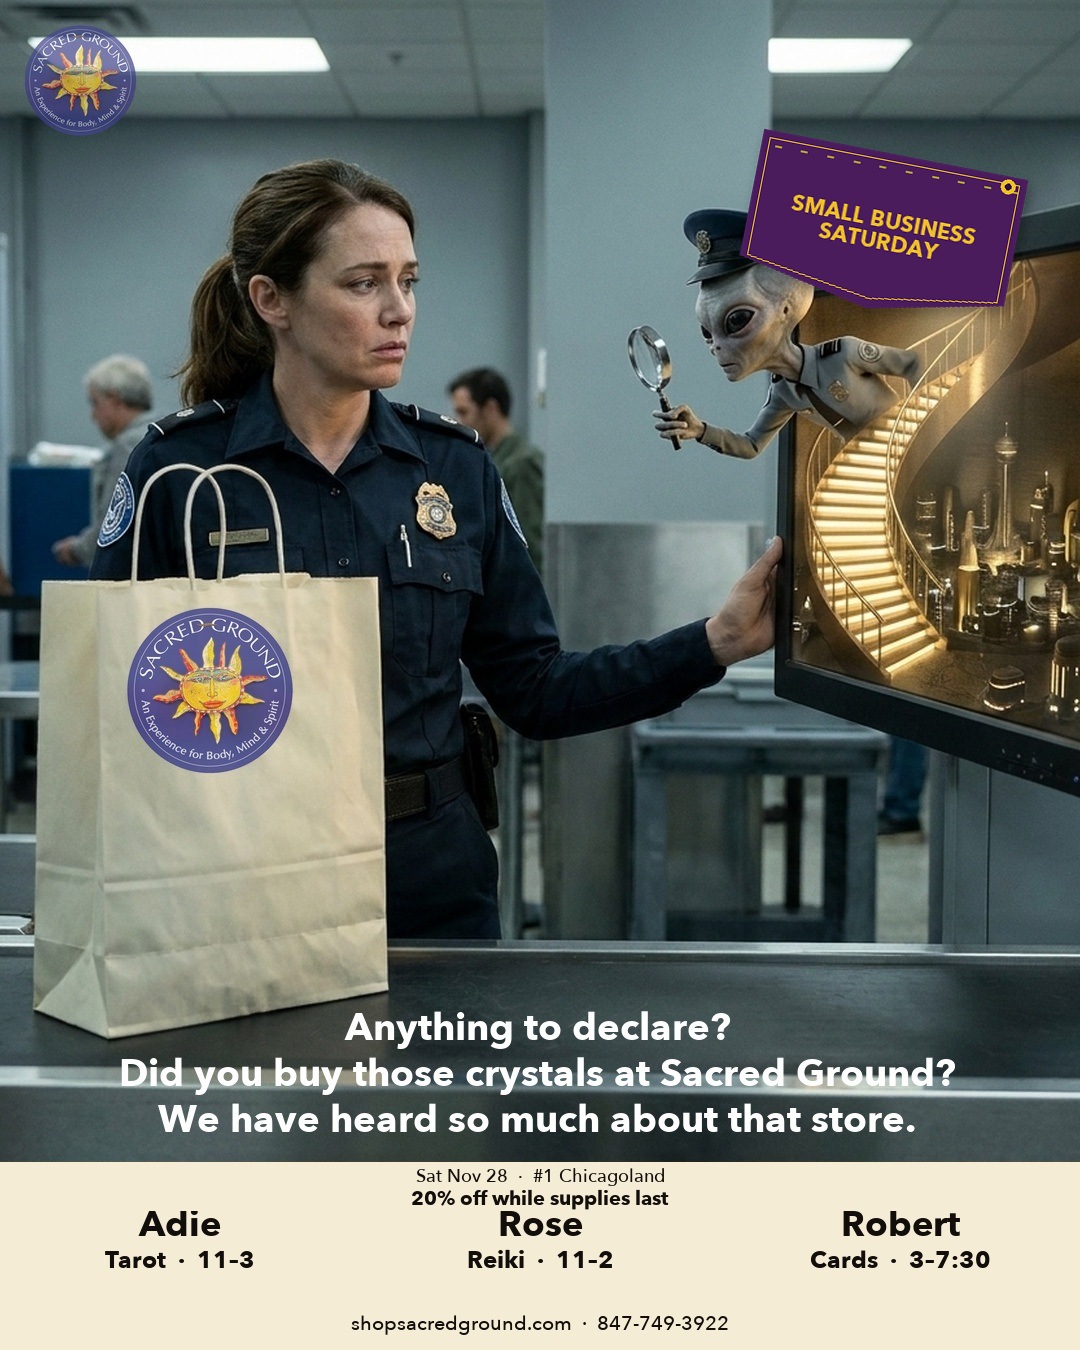 SACRED GROUND
An Experience for Body, Mind & Spirit
SMALL BUSINESS
SATURDAY
SACRED GROUND
An Experience for Body, Mind & Spirit
Anything to declare?
Did you buy those crystals at Sacred Ground?
We have heard so much about that store.
Sat Nov 28 · #1 Chicagoland
20% off while supplies last
Adie
Tarot · 11–3
Rose
Reiki · 11–2
Robert
Cards · 3–7:30
shopsacredground.com · 847-749-3922